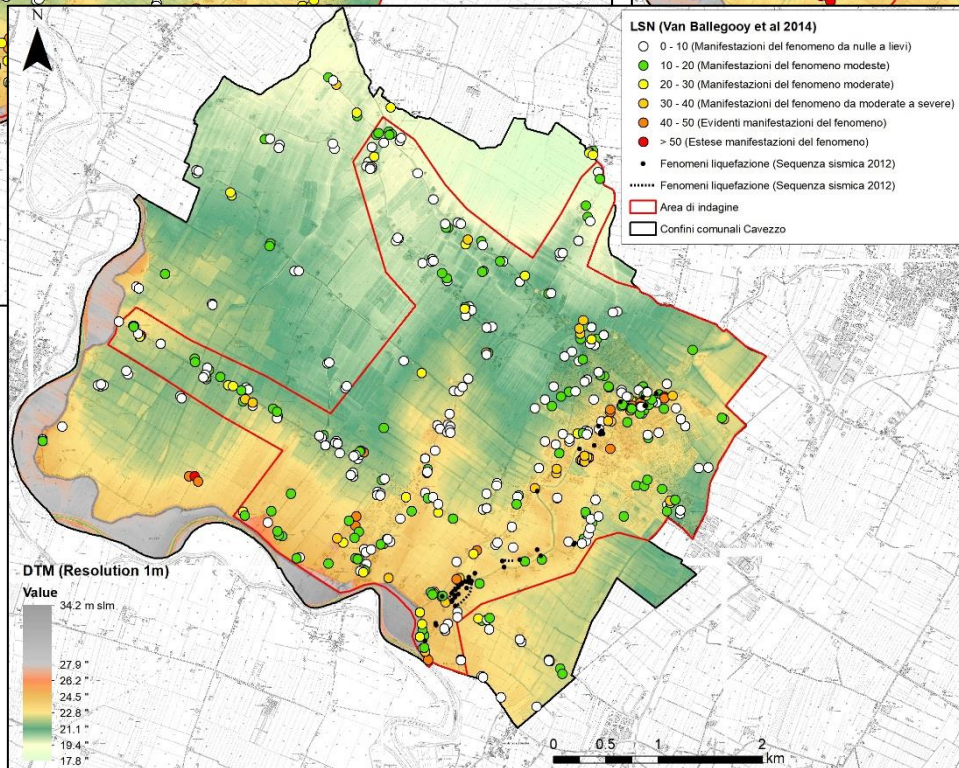 N
LSN (Van Ballegooy et al 2014)
0 - 10 (Manifestazioni del fenomeno da nulle a lievi)
10 - 20 (Manifestazioni del fenomeno modeste)
20 - 30 (Manifestazioni del fenomeno moderate)
30 - 40 (Manifestazioni del fenomeno da moderate a severe)
40 - 50 (Evidenti manifestazioni del fenomeno)
> 50 (Estese manifestazioni del fenomeno)
Fenomeni liquefazione (Sequenza sismica 2012)
Fenomeni liquefazione (Sequenza sismica 2012)
Area di indagine
Confini comunali Cavezzo
DTM (Resolution 1m)
Value
34.2 m slm
27.9 "
26.2 "
24.5 "
22.8 "
21.1 "
19.4 "
17.8 "
0 0.5 1 2
km